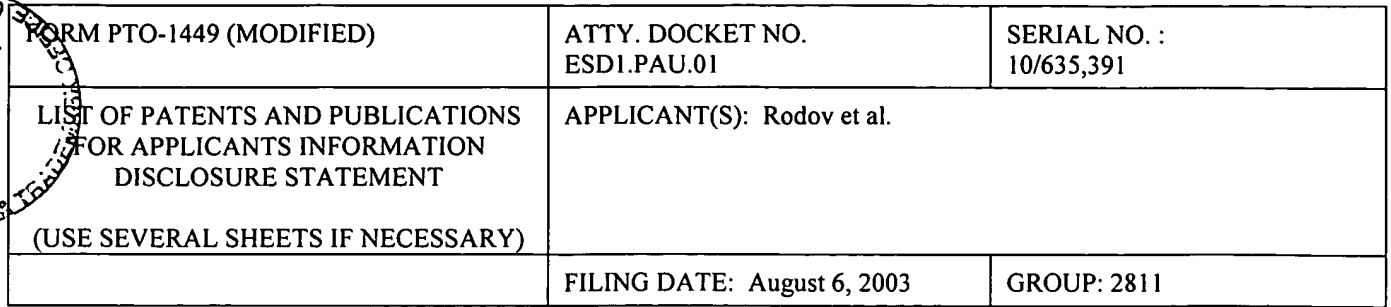 FORM PTO-1449 (MODIFIED)
ATTY. DOCKET NO.
ESD1.PAU.01
SERIAL NO. :
10/635,391
LIST OF PATENTS AND PUBLICATIONS
FOR APPLICANTS INFORMATION
DISCLOSURE STATEMENT
(USE SEVERAL SHEETS IF NECESSARY)
APPLICANT(S): Rodov et al.
FILING DATE: August 6, 2003
GROUP: 2811